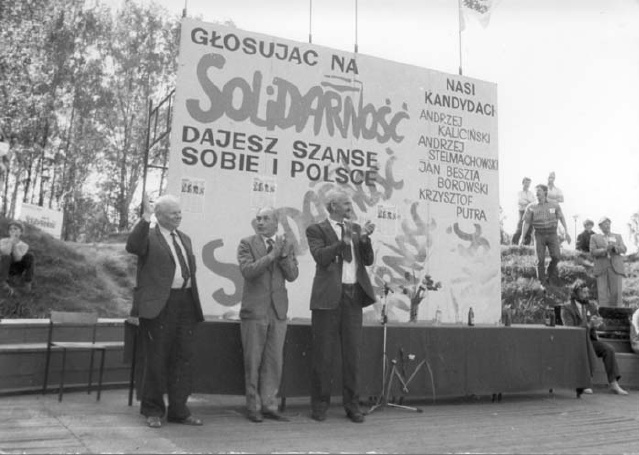 GŁOSUJĄC NA
SOLiDARNOŚĆ
DAJESZ SZANSĘ
SOBIE I POLSCE
NASI
KANDYDACI
ANDRZEJ
KALICIŃSKI
ANDRZEJ
STELMACHOWSKI
JAN BESZTA
BOROWSKI
KRZYSZTOF
PUTRA